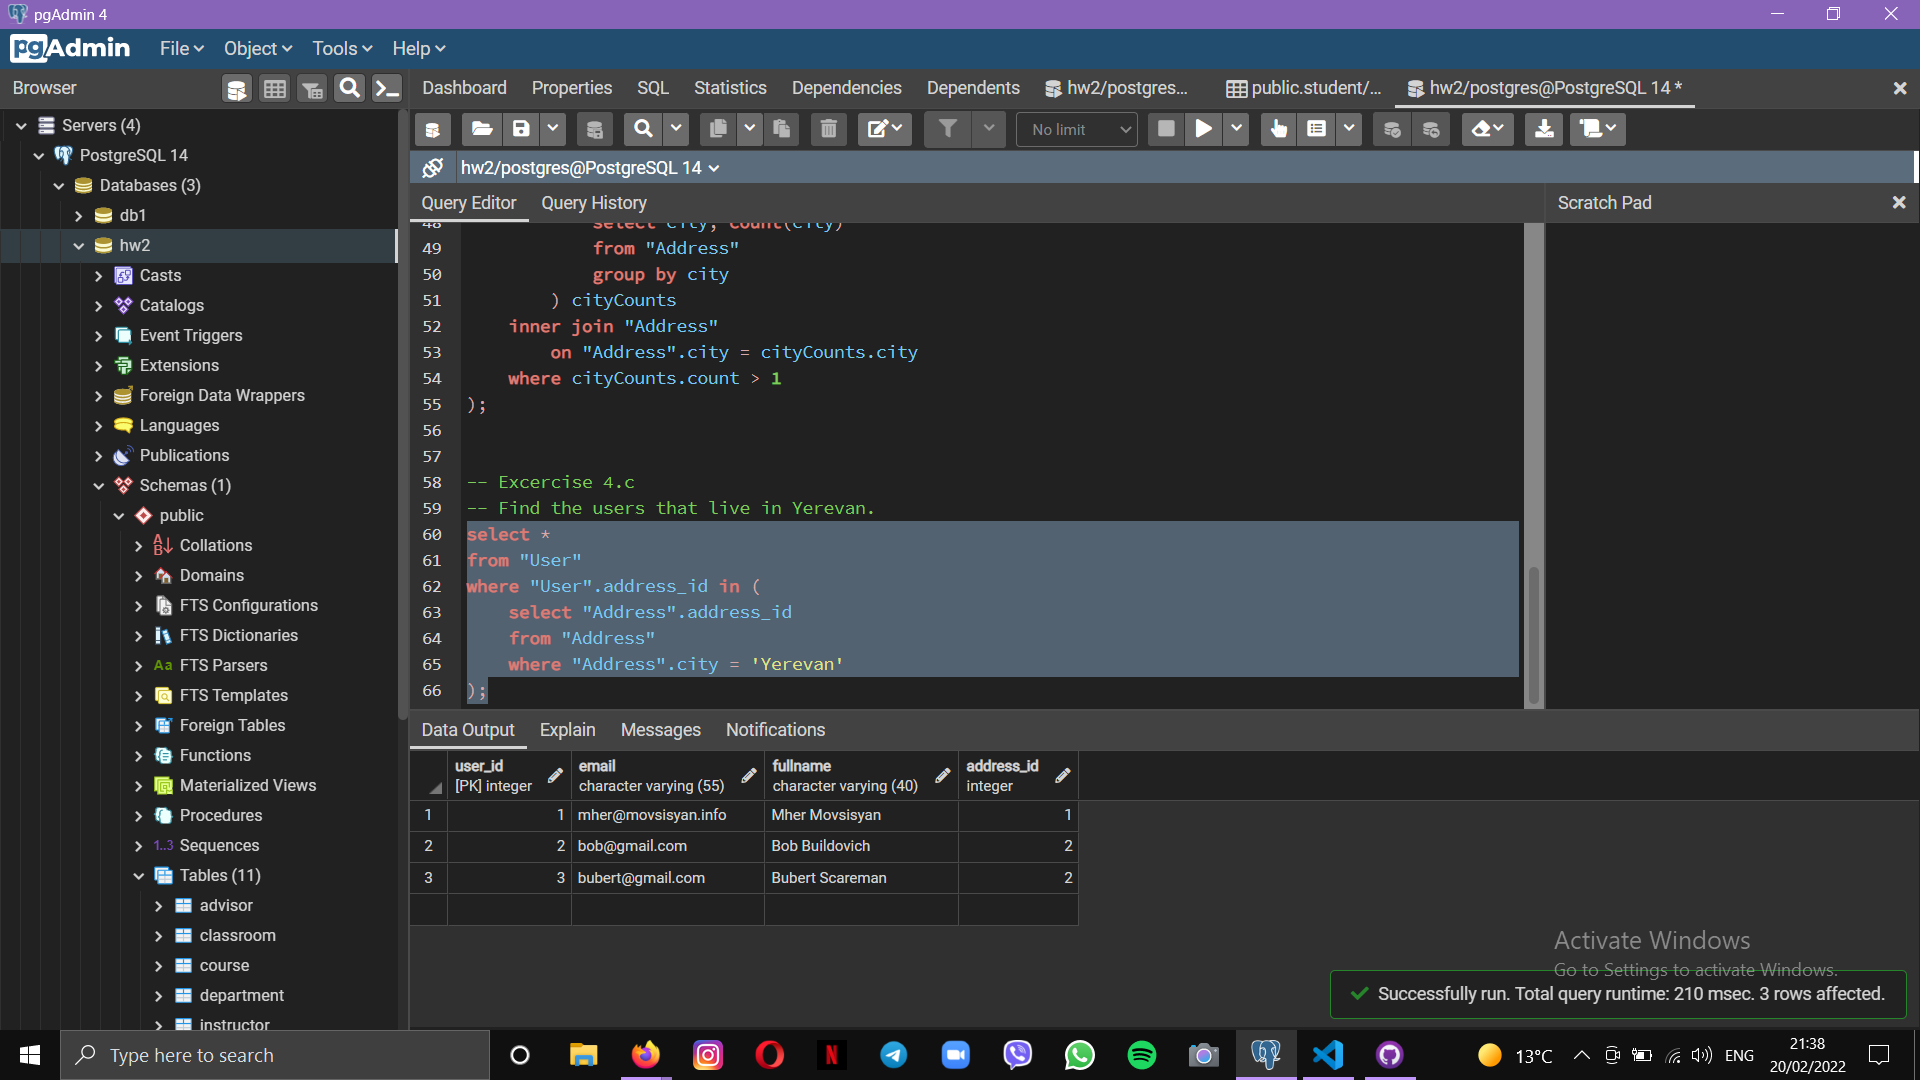 pgAdmin 4
pgAdmin
File
Object
Tools
Help
Browser
Dashboard
Properties
SQL
Statistics
Dependencies
Dependents
hw2/postgres...
public.student/...
hw2/postgres@PostgreSQL 14 *
No limit
hw2/postgres@PostgreSQL 14
Query Editor
Query History
Scratch Pad
Servers (4)
PostgreSQL 14
Databases (3)
db1
hw2
Casts
Catalogs
Event Triggers
Extensions
Foreign Data Wrappers
Languages
Publications
Schemas (1)
public
Collations
Domains
FTS Configurations
FTS Dictionaries
Aa FTS Parsers
FTS Templates
Foreign Tables
Functions
Materialized Views
Procedures
1..3 Sequences
Tables (11)
advisor
classroom
course
department
instructor
48 select city, count(city)
49 from "Address"
50 group by city
51 ) cityCounts
52 inner join "Address"
53 on "Address".city = cityCounts.city
54 where cityCounts.count > 1
55 );
56
57
58 -- Excercise 4.c
59 -- Find the users that live in Yerevan.
60 select *
61 from "User"
62 where "User".address_id in (
63 select "Address".address_id
64 from "Address"
65 where "Address".city = 'Yerevan'
66 );
Data Output
Explain
Messages
Notifications
user_id email fullname address_id
[PK] integer character varying (55) character varying (40) integer
1 1 mher@movsisyan.info Mher Movsisyan 1
2 2 bob@gmail.com Bob Buildovich 2
3 3 bubert@gmail.com Bubert Scareman 2
Activate Windows
Go to Settings to activate Windows.
Successfully run. Total query runtime: 210 msec. 3 rows affected.
Type here to search
13°C
ENG
21:38
20/02/2022